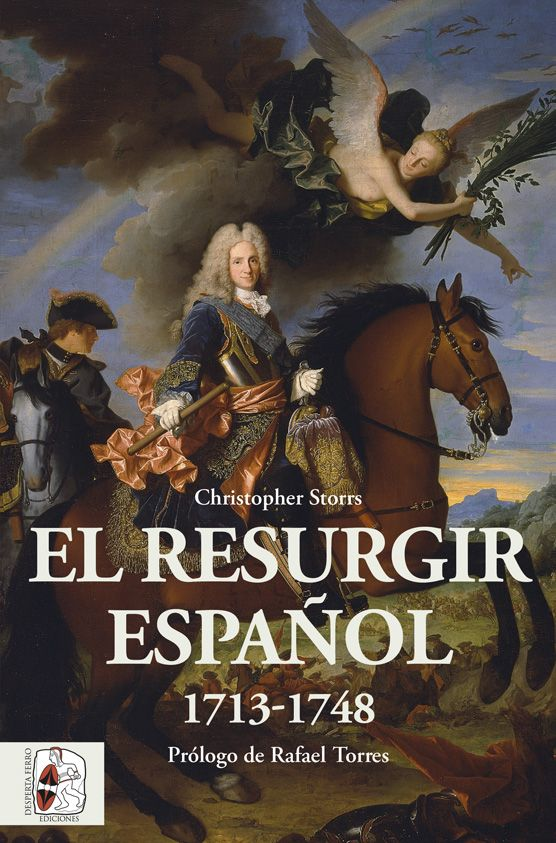 Christopher Storrs
EL RESURGIR
ESPAÑOL
1713-1748
Prólogo de Rafael Torres
DESPERTA FERRO
EDICIONES